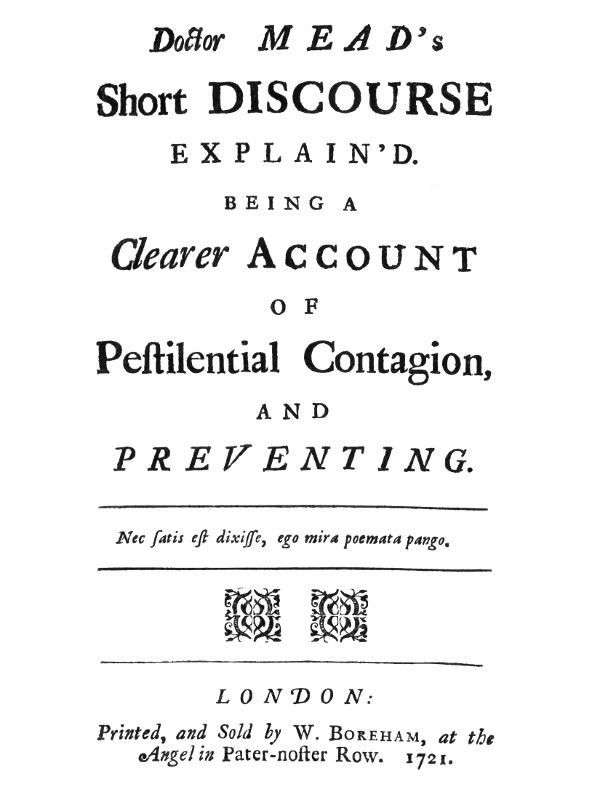 Doctor MEAD's
Short DISCOURSE
EXPLAIN'D.
BEING A
Clearer ACCOUNT
OF
Peſtilential Contagion,
AND
PREVENTING.
Nec ſatis eſt dixiſſe, ego mira poemata pango.
LONDON:
Printed, and Sold by W. BOREHAM, at the
Angel in Pater-noſter Row. 1721.